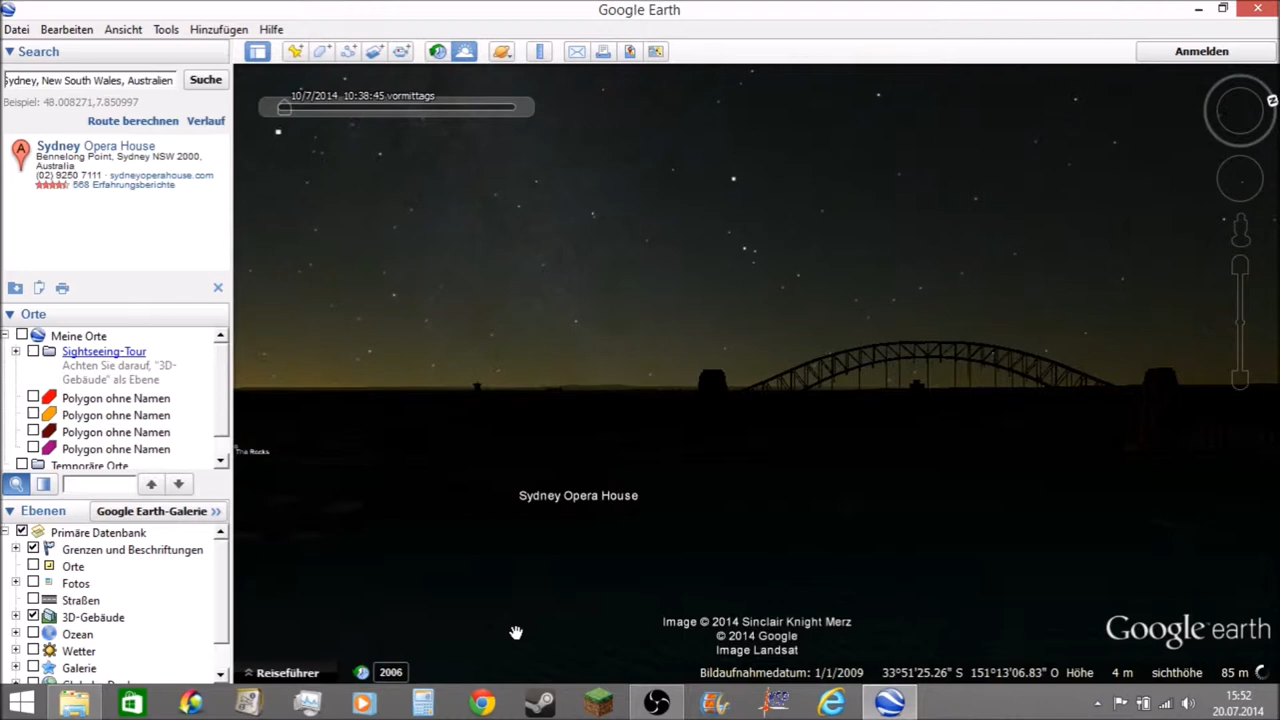 Google Earth
Datei Bearbeiten Ansicht Tools Hinzufügen Hilfe
Search
Anmelden
Sydney, New South Wales, Australien Suche
Beispiel: 48.008271,7.850997
Route berechnen Verlauf
A
Sydney Opera House
Bennelong Point, Sydney NSW 2000,
Australia
(02) 9250 7111 · sydneyoperahouse.com
568 Erfahrungsberichte
Orte
Meine Orte
Sightseeing-Tour
Achten Sie darauf, "3D-
Gebäude" als Ebene
Polygon ohne Namen
Polygon ohne Namen
Polygon ohne Namen
Polygon ohne Namen
Temporäre Orte
Ebenen
Google Earth-Galerie >>
Primäre Datenbank
Grenzen und Beschriftungen
Orte
Fotos
Straßen
3D-Gebäude
Ozean
Wetter
Galerie
10/7/2014 10:38:45 vormittags
N
The Rocks
Sydney Opera House
Image © 2014 Sinclair Knight Merz
© 2014 Google
Image Landsat
Google earth
Reiseführer 2006
Bildaufnahmedatum: 1/1/2009 33°51'25.26" S 151°13'06.83" O Höhe 4 m sichthöhe 85 m
15:52
20.07.2014